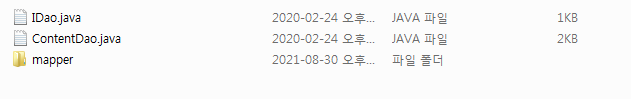 IDao.java 2020-02-24 오후... JAVA 파일 1KB
ContentDao.java 2020-02-24 오후... JAVA 파일 2KB
mapper 2021-08-30 오후... 파일 폴더